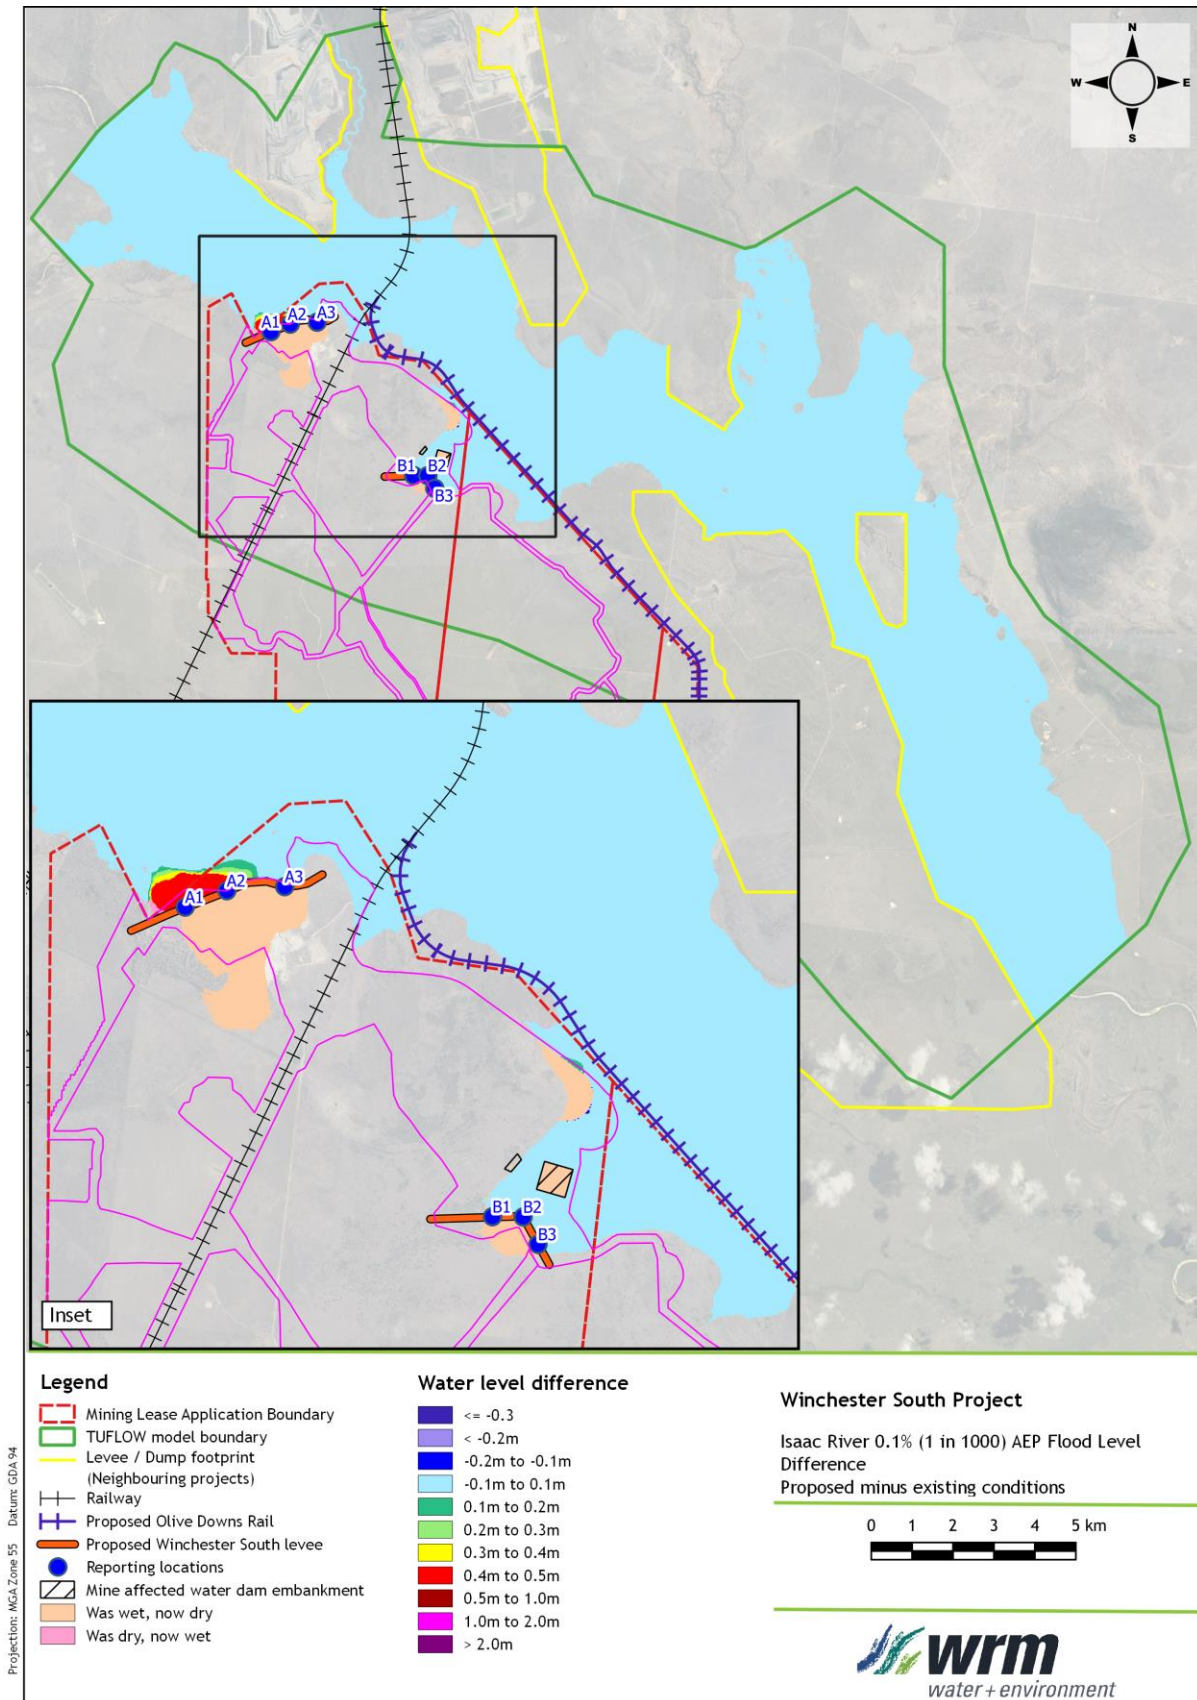 N
W
E
S
A1
A2
A3
B1
B2
B3
A1
A2
A3
B1
B2
B3
Inset
Legend
Mining Lease Application Boundary
TUFLOW model boundary
Levee / Dump footprint
(Neighbouring projects)
Railway
Proposed Olive Downs Rail
Proposed Winchester South levee
Reporting locations
Mine affected water dam embankment
Was wet, now dry
Was dry, now wet
Water level difference
<= -0.3
< -0.2m
-0.2m to -0.1m
-0.1m to 0.1m
0.1m to 0.2m
0.2m to 0.3m
0.3m to 0.4m
0.4m to 0.5m
0.5m to 1.0m
1.0m to 2.0m
> 2.0m
Winchester South Project
Isaac River 0.1% (1 in 1000) AEP Flood Level
Difference
Proposed minus existing conditions
0 1 2 3 4 5 km
wrm
water + environment
Projection: MGA Zone 55 Datum: GDA 94